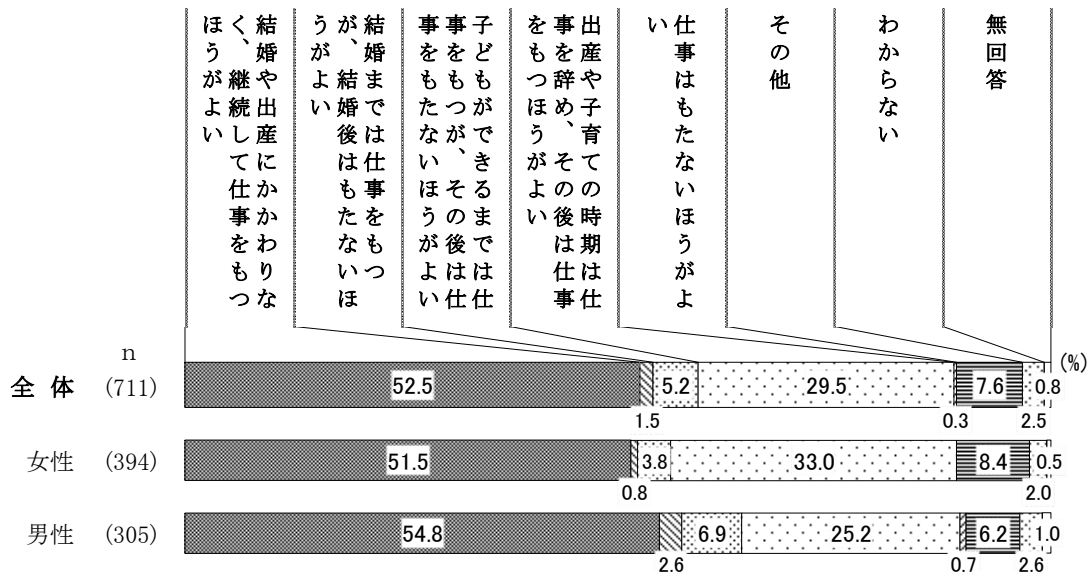 結婚や出産にかかわりな
く、継続して仕事をもつ
ほうがよい
結婚までは仕事をもつ
が、結婚後はもたないほ
うがよい
子どもができるまでは仕
事をもつが、その後は仕
事をもたないほうがよい
出産や子育ての時期は仕
事を辞め、その後は仕事
をもつほうがよい
仕事はもたないほうがよ
い
その他
わからない
無回答
n
(%)
全体 (711) 52.5 5.2 29.5 7.6 0.8
1.5 0.3 2.5
女性 (394) 51.5 3.8 33.0 8.4 0.5
0.8 2.0
男性 (305) 54.8 6.9 25.2 6.2 1.0
2.6 0.7 2.6